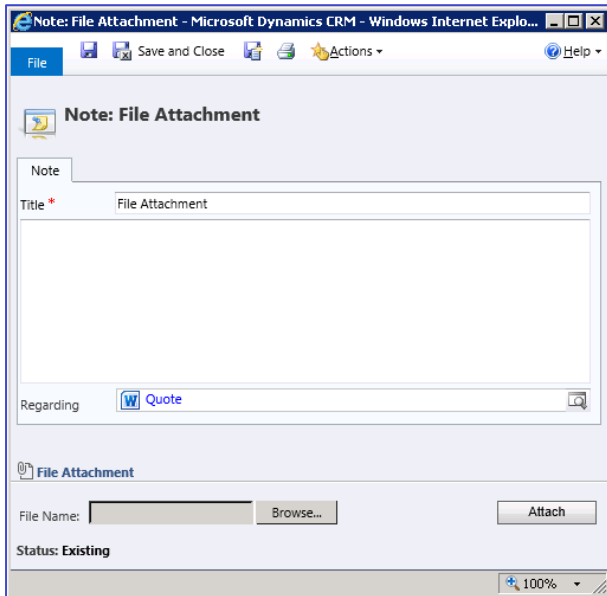 Note: File Attachment - Microsoft Dynamics CRM - Windows Internet Explo...
File Save and Close Actions Help
Note: File Attachment
Note
Title * File Attachment
Regarding Quote
File Attachment
File Name: Browse... Attach
Status: Existing
100%